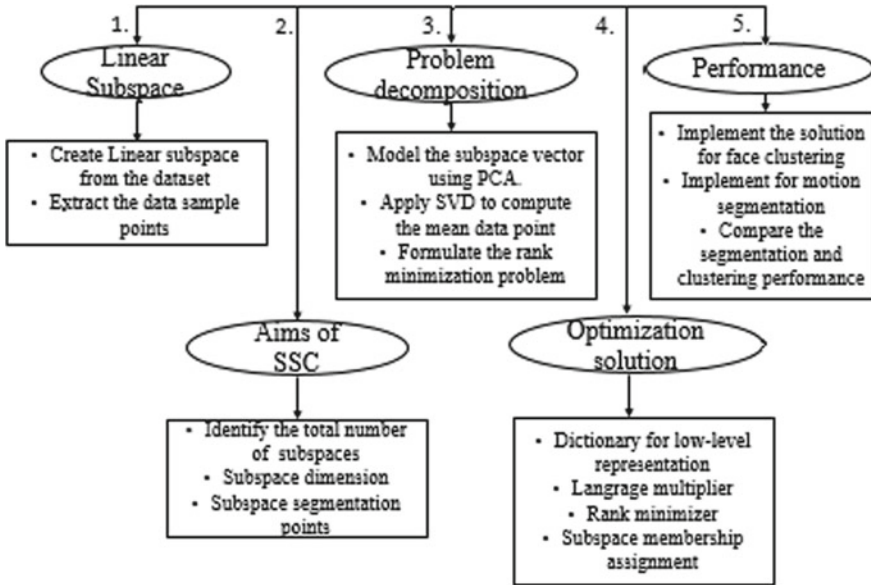 1.
Linear
Subspace
▪ Create Linear subspace
from the dataset
▪ Extract the data sample
points
2.
Aims of
SSC
▪ Identify the total number
of subspaces
▪ Subspace dimension
▪ Subspace segmentation
points
3.
Problem
decomposition
▪ Model the subspace vector
using PCA.
▪ Apply SVD to compute
the mean data point
▪ Formulate the rank
minimization problem
4.
Optimization
solution
▪ Dictionary for low-level
representation
▪ Langrage multiplier
▪ Rank minimizer
▪ Subspace membership
assignment
5.
Performance
▪ Implement the solution
for face clustering
▪ Implement for motion
segmentation
▪ Compare the
segmentation and
clustering performance